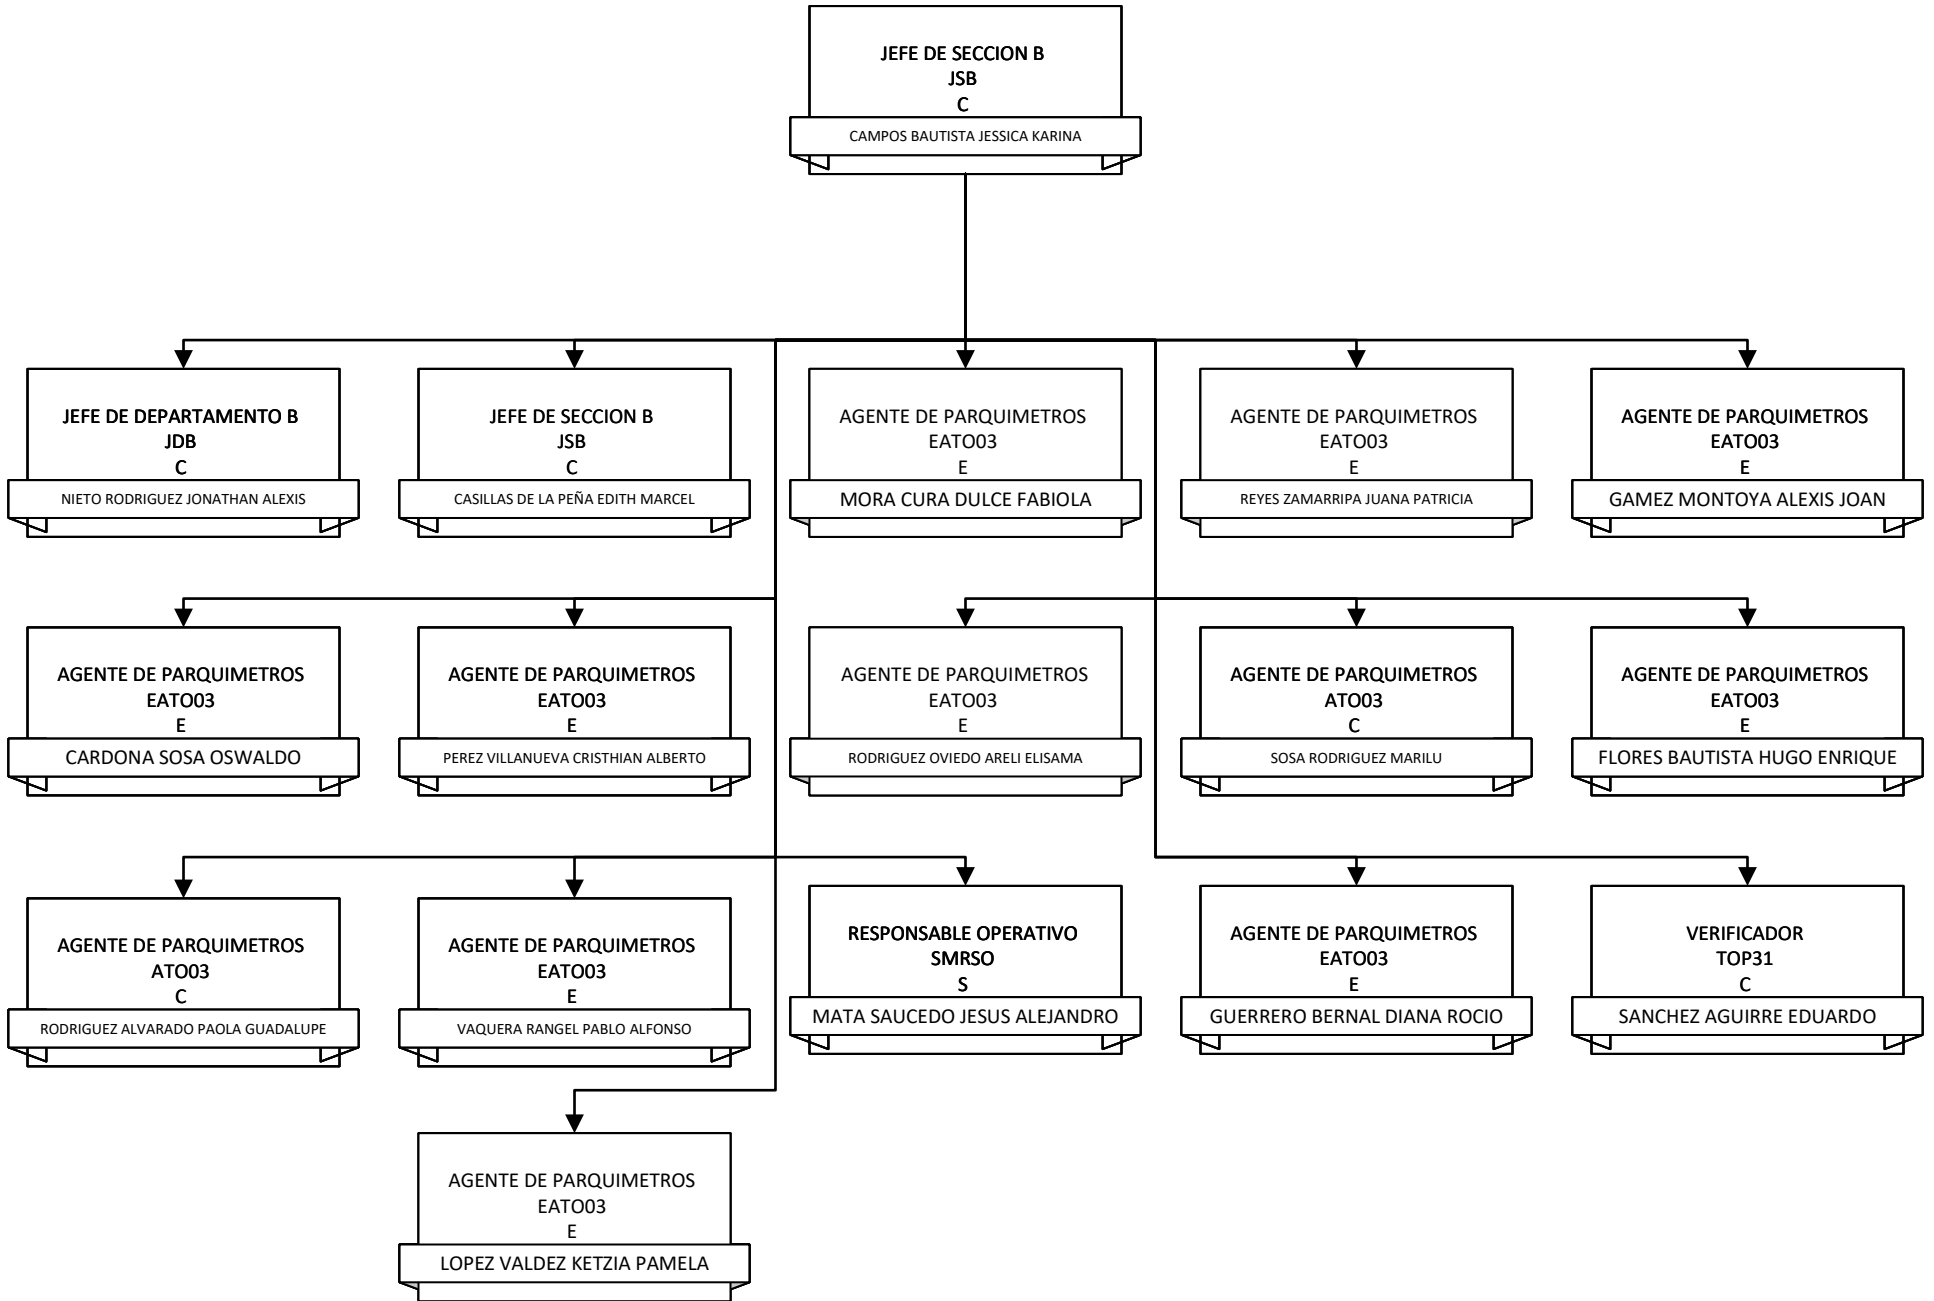 JEFE DE SECCION B
JSB
C
CAMPOS BAUTISTA JESSICA KARINA
JEFE DE DEPARTAMENTO B
JDB
C
NIETO RODRIGUEZ JONATHAN ALEXIS
JEFE DE SECCION B
JSB
C
CASILLAS DE LA PEÑA EDITH MARCEL
AGENTE DE PARQUIMETROS
EATO03
E
MORA CURA DULCE FABIOLA
AGENTE DE PARQUIMETROS
EATO03
E
REYES ZAMARRIPA JUANA PATRICIA
AGENTE DE PARQUIMETROS
EATO03
E
GAMEZ MONTOYA ALEXIS JOAN
AGENTE DE PARQUIMETROS
EATO03
E
CARDONA SOSA OSWALDO
AGENTE DE PARQUIMETROS
EATO03
E
PEREZ VILLANUEVA CRISTHIAN ALBERTO
AGENTE DE PARQUIMETROS
EATO03
E
RODRIGUEZ OVIEDO ARELI ELISAMA
AGENTE DE PARQUIMETROS
ATO03
C
SOSA RODRIGUEZ MARILU
AGENTE DE PARQUIMETROS
EATO03
E
FLORES BAUTISTA HUGO ENRIQUE
AGENTE DE PARQUIMETROS
ATO03
C
RODRIGUEZ ALVARADO PAOLA GUADALUPE
AGENTE DE PARQUIMETROS
EATO03
E
VAQUERA RANGEL PABLO ALFONSO
RESPONSABLE OPERATIVO
SMRSO
S
MATA SAUCEDO JESUS ALEJANDRO
AGENTE DE PARQUIMETROS
EATO03
E
GUERRERO BERNAL DIANA ROCIO
VERIFICADOR
TOP31
C
SANCHEZ AGUIRRE EDUARDO
AGENTE DE PARQUIMETROS
EATO03
E
LOPEZ VALDEZ KETZIA PAMELA